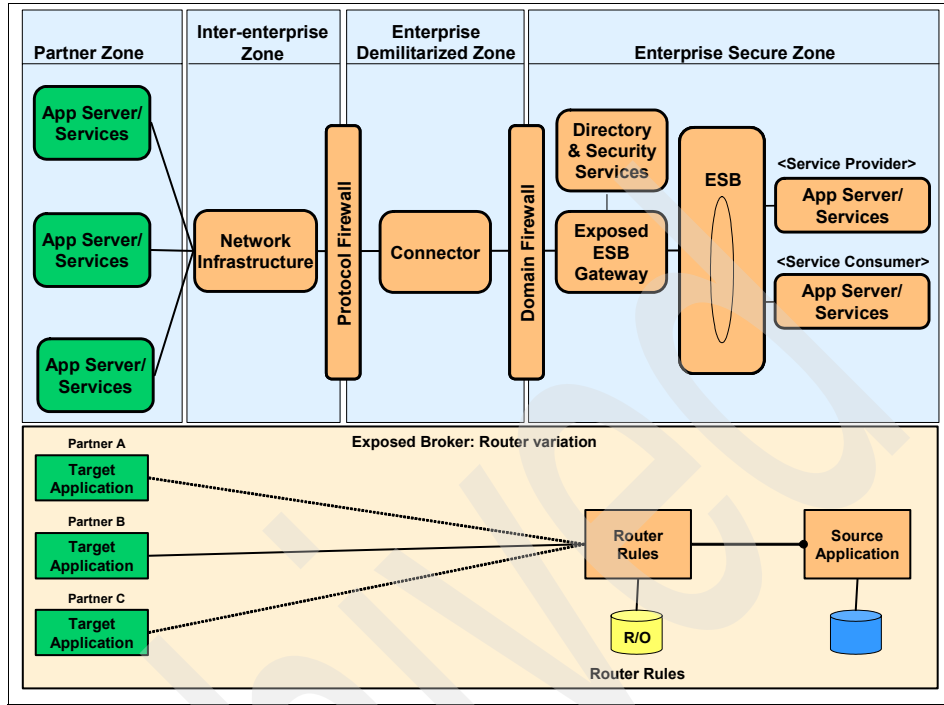 Partner Zone
Inter-enterprise
Zone
Enterprise
Demilitarized Zone
Enterprise Secure Zone
App Server/
Services
App Server/
Services
App Server/
Services
Network
Infrastructure
Protocol Firewall
Connector
Domain Firewall
Directory
& Security
Services
Exposed
ESB
Gateway
ESB
<Service Provider>
App Server/
Services
<Service Consumer>
App Server/
Services
Exposed Broker: Router variation
Partner A
Target
Application
Partner B
Target
Application
Partner C
Target
Application
Router
Rules
Source
Application
R/O
Router Rules